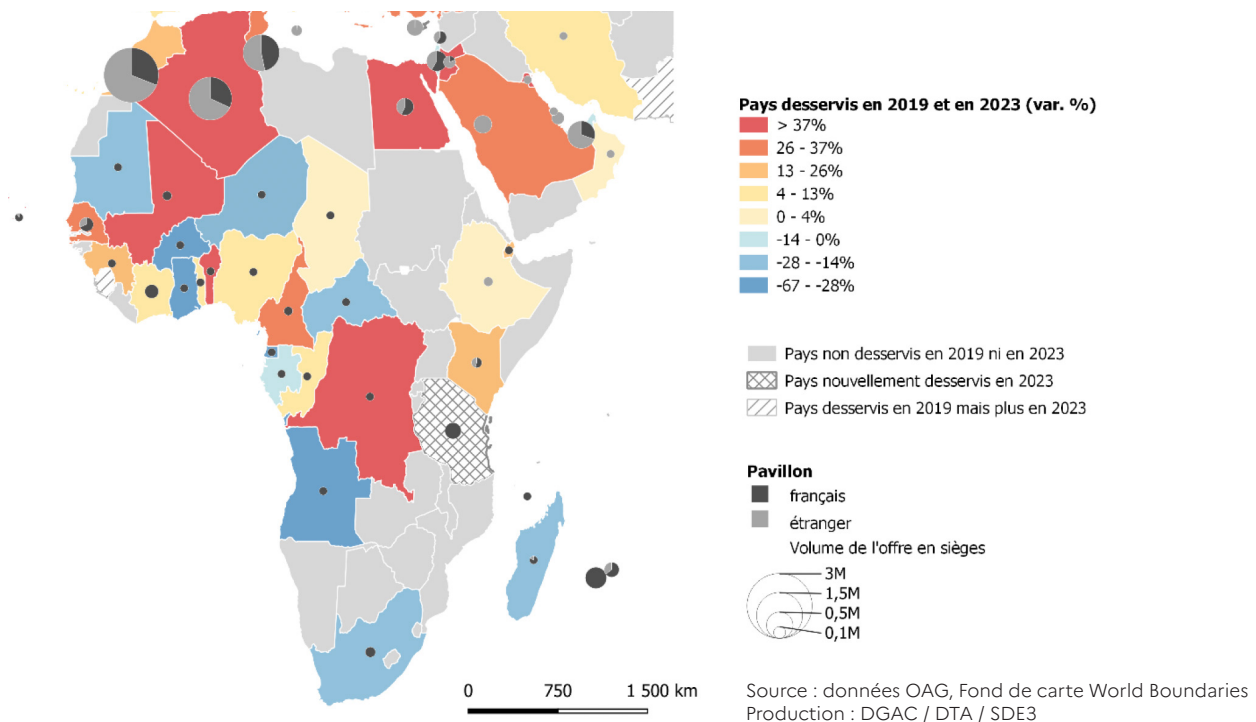 Pays desservis en 2019 et en 2023 (var. %)
> 37%
26 - 37%
13 - 26%
4 - 13%
0 - 4%
-14 - 0%
-28 - -14%
-67 - -28%
Pays non desservis en 2019 ni en 2023
Pays nouvellement desservis en 2023
Pays desservis en 2019 mais plus en 2023
Pavillon
français
étranger
Volume de l'offre en sièges
3M
1,5M
0,5M
0,1M
0 750 1 500 km
Source : données OAG, Fond de carte World Boundaries
Production : DGAC / DTA / SDE3